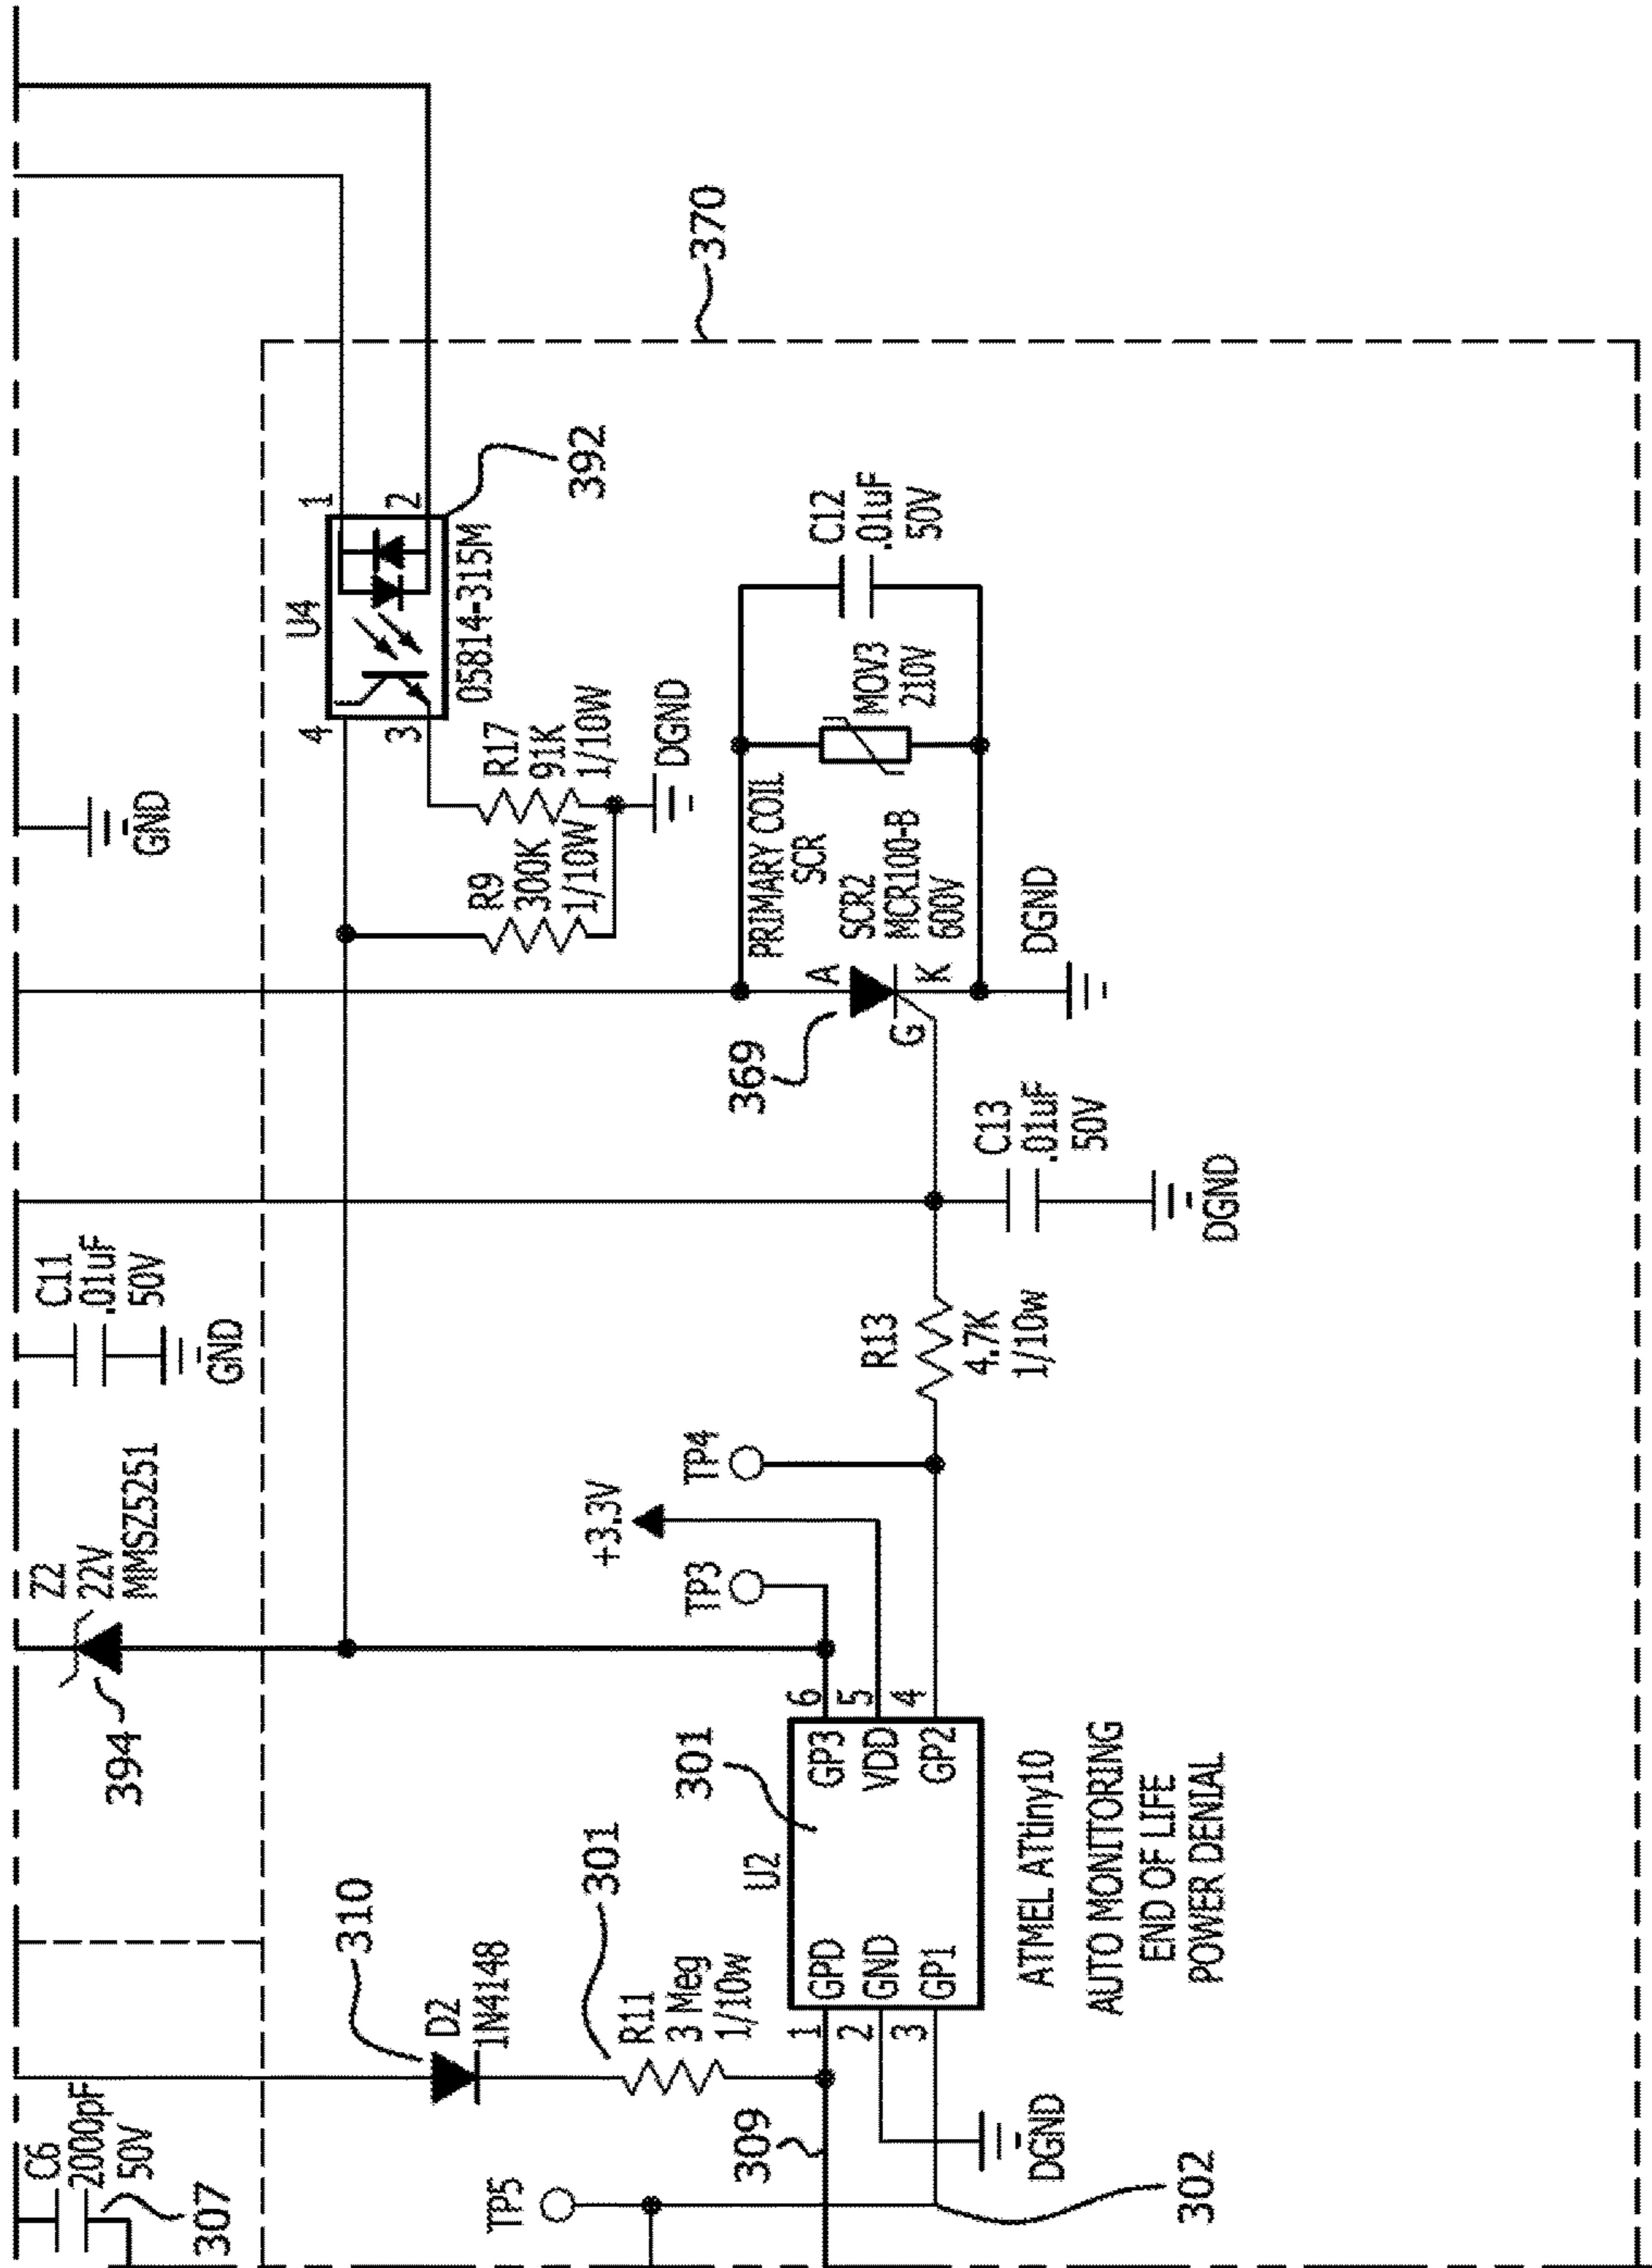 C6
2000pF
50V
307
Z2
22V
MMSZ5251
394
C11
.01uF
50V
GND
GND
310
D2
1N4148
301
R11
3 Meg
1/10w
309
TP5
302
DGND
1
2
3
GPD
GND
GP1
U2
301
GP3
VDD
GP2
6
5
4
ATMEL ATtiny10
AUTO MONITORING
END OF LIFE
POWER DENIAL
TP3
+3.3V
TP4
R13
4.7K
1/10w
C13
.01uF
50V
DGND
369
A
G
K
PRIMARY COIL
SCR
SCR2
MCR100-B
600V
DGND
MOV3
210V
C12
.01uF
50V
R9
300K
1/10W
R17
91K
1/10W
DGND
U4
4
3
1
2
05814-315M
392
370